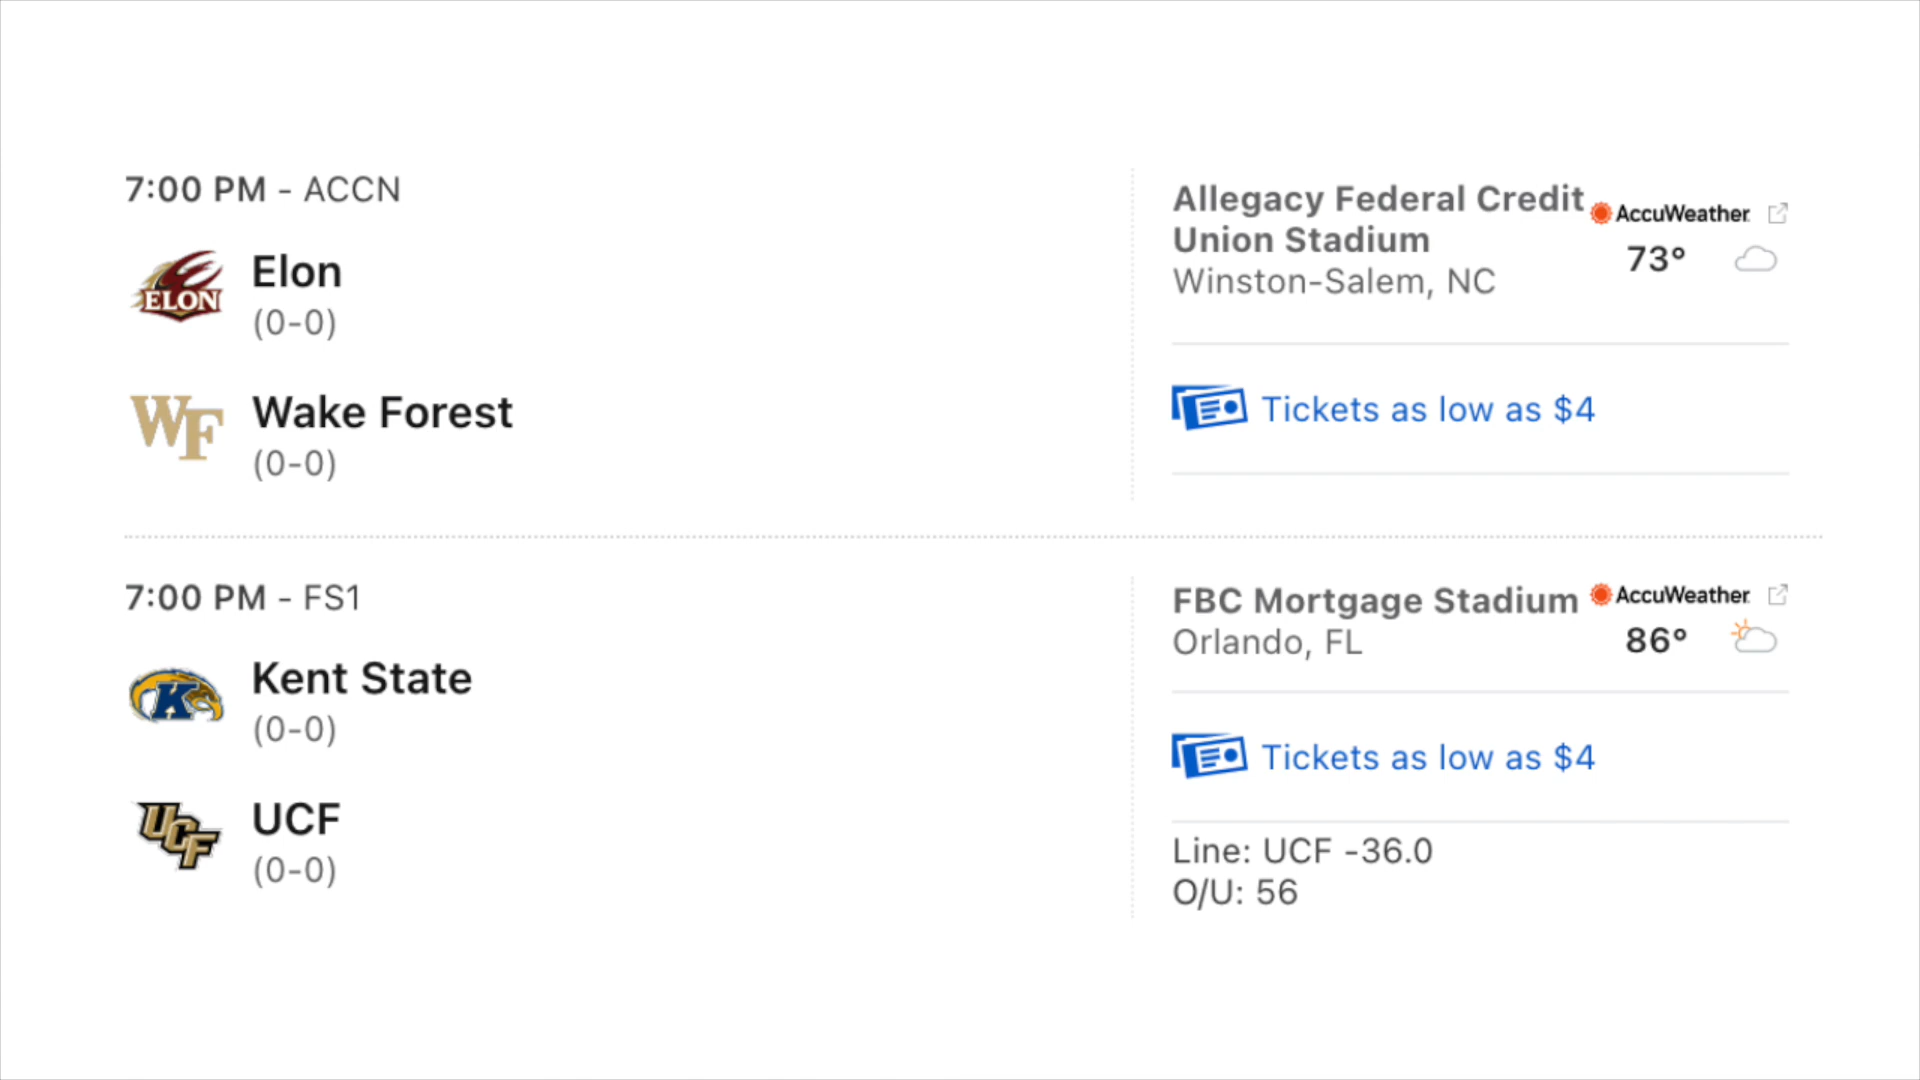 7:00 PM - ACCN
ELON
Elon
(0-0)
WF
Wake Forest
(0-0)
Allegacy Federal Credit
Union Stadium
Winston-Salem, NC
AccuWeather
73°
Tickets as low as $4
7:00 PM - FS1
K
Kent State
(0-0)
UCF
UCF
(0-0)
FBC Mortgage Stadium
Orlando, FL
AccuWeather
86°
Tickets as low as $4
Line: UCF -36.0
O/U: 56